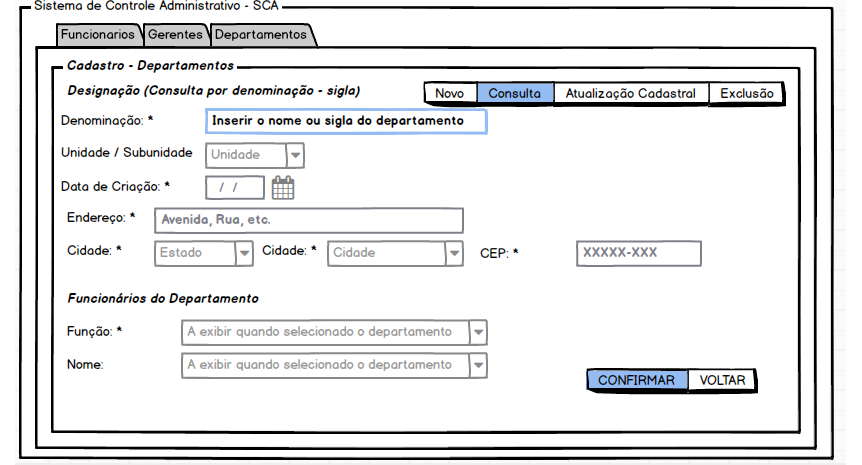 Sistema de Controle Administrativo - SCA
Funcionarios Gerentes Departamentos
Cadastro - Departamentos
Designação (Consulta por denominação - sigla)
Novo Consulta Atualização Cadastral Exclusão
Denominação: * Inserir o nome ou sigla do departamento
Unidade / Subunidade Unidade
Data de Criação: * / /
Endereço: * Avenida, Rua, etc.
Cidade: * Estado Cidade: * Cidade CEP: * XXXXX-XXX
Funcionários do Departamento
Função: * A exibir quando selecionado o departamento
Nome: A exibir quando selecionado o departamento
CONFIRMAR VOLTAR